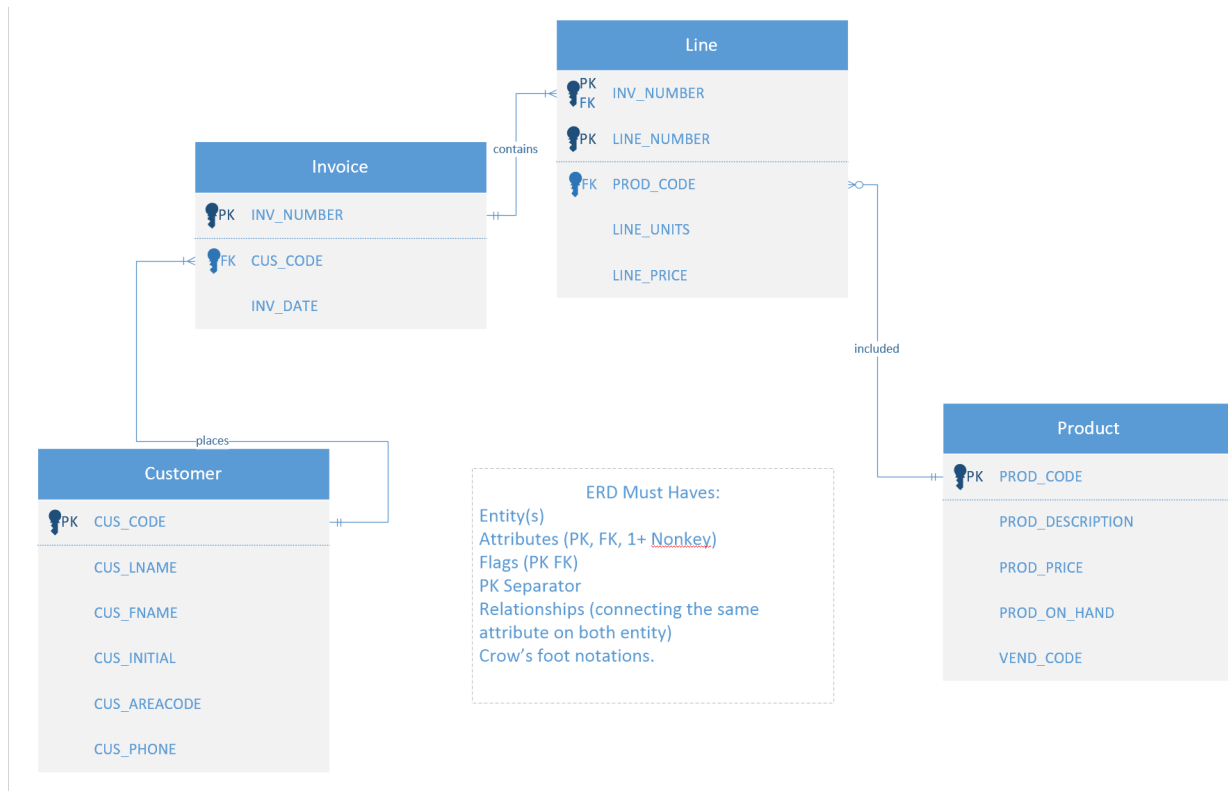 Line
PK
FK
INV_NUMBER
PK LINE_NUMBER
FK PROD_CODE
LINE_UNITS
LINE_PRICE
contains
Invoice
PK INV_NUMBER
FK CUS_CODE
INV_DATE
included
places
Customer
PK CUS_CODE
CUS_LNAME
CUS_FNAME
CUS_INITIAL
CUS_AREACODE
CUS_PHONE
ERD Must Haves:
Entity(s)
Attributes (PK, FK, 1+ Nonkey)
Flags (PK FK)
PK Separator
Relationships (connecting the same
attribute on both entity)
Crow's foot notations.
Product
PK PROD_CODE
PROD_DESCRIPTION
PROD_PRICE
PROD_ON_HAND
VEND_CODE